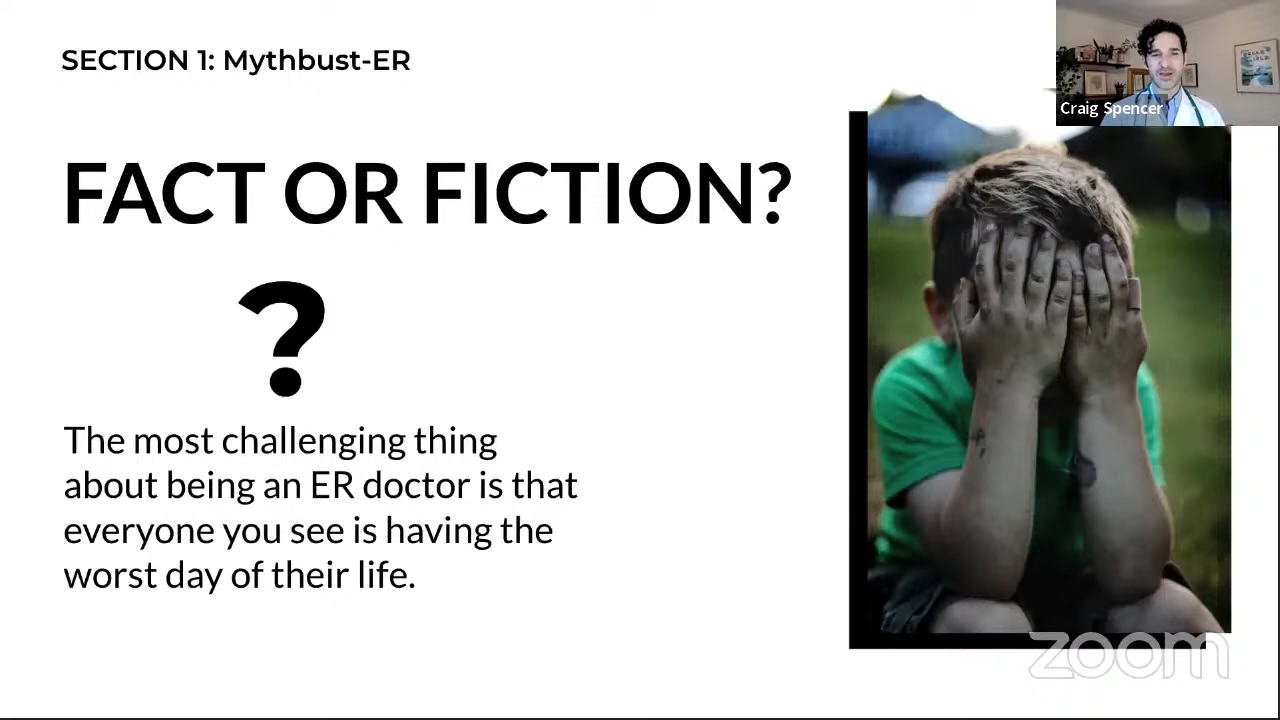 SECTION 1: Mythbust-ER
Craig Spencer
FACT OR FICTION?
?
The most challenging thing
about being an ER doctor is that
everyone you see is having the
worst day of their life.
zoom